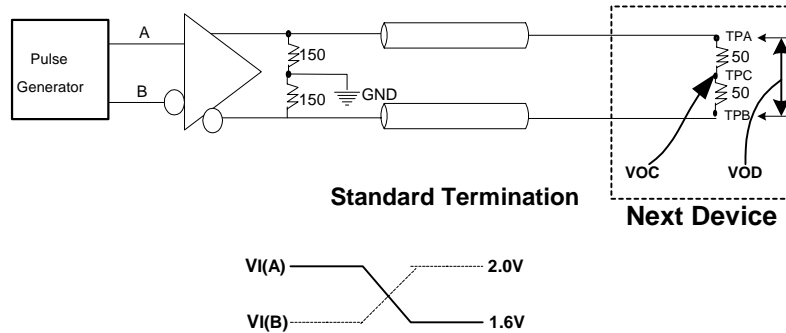 Pulse
Generator
A
B
150
150
GND
TPA
50
TPC
50
TPB
VOC
VOD
Standard Termination
Next Device
VI(A)
2.0V
VI(B)
1.6V